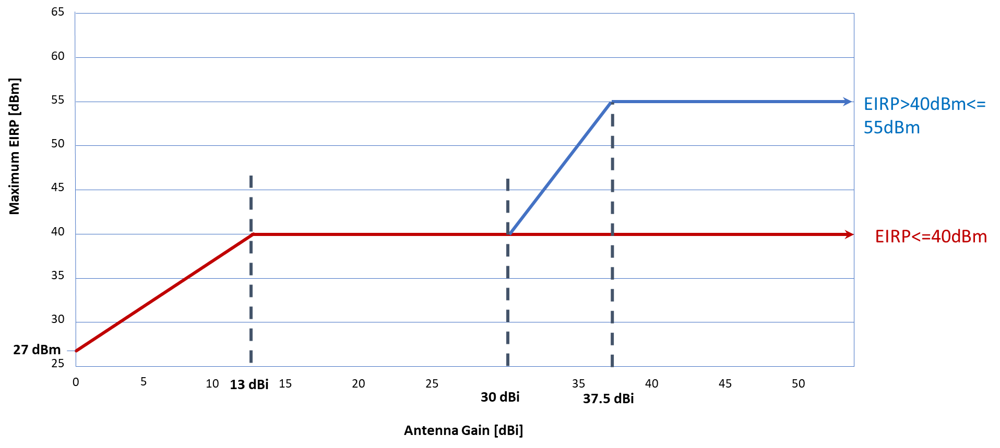 65
60
55
50
45
40
35
30
27 dBm
25
Maximum EIRP [dBm]
EIRP>40dBm<=
55dBm
EIRP<=40dBm
0
5
10
13 dBi
15
20
25
30 dBi
35
37.5 dBi
40
45
50
Antenna Gain [dBi]